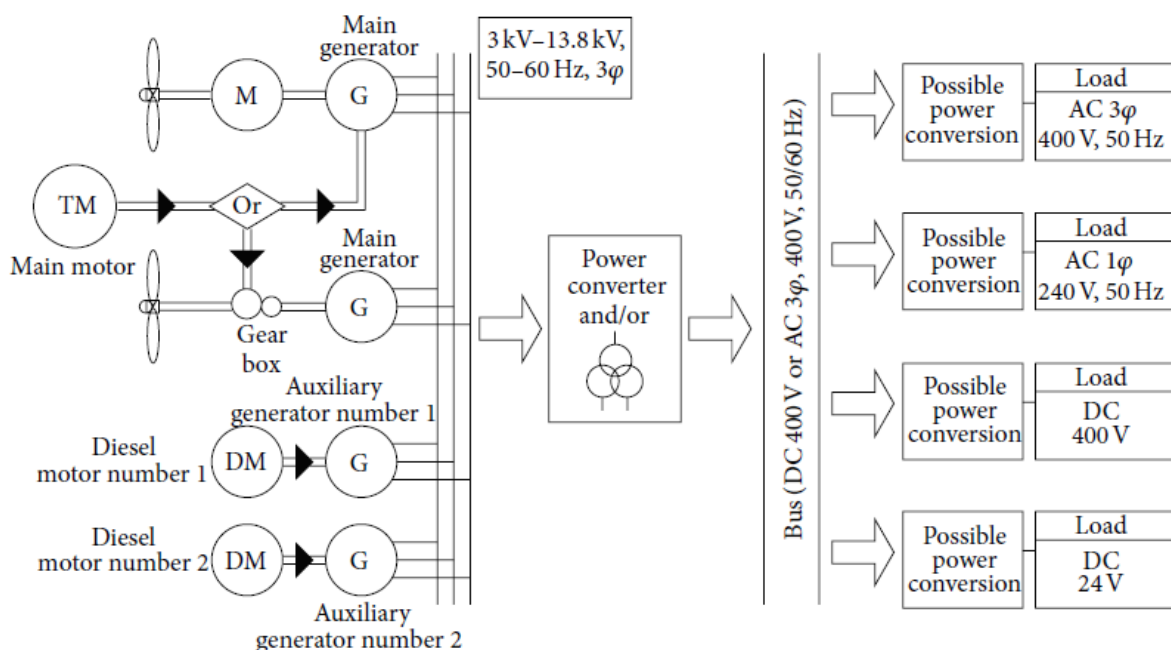 Main
generator
M
G
3 kV–13.8 kV,
50–60 Hz, 3φ
TM
Main motor
Or
Main
generator
G
Gear
box
Auxiliary
generator number 1
Diesel
motor number 1
DM
G
Diesel
motor number 2
DM
G
Auxiliary
generator number 2
Power
converter
and/or
Bus (DC 400 V or AC 3φ, 400 V, 50/60 Hz)
Possible
power
conversion
Load
AC 3φ
400 V, 50 Hz
Possible
power
conversion
Load
AC 1φ
240 V, 50 Hz
Possible
power
conversion
Load
DC
400 V
Possible
power
conversion
Load
DC
24 V